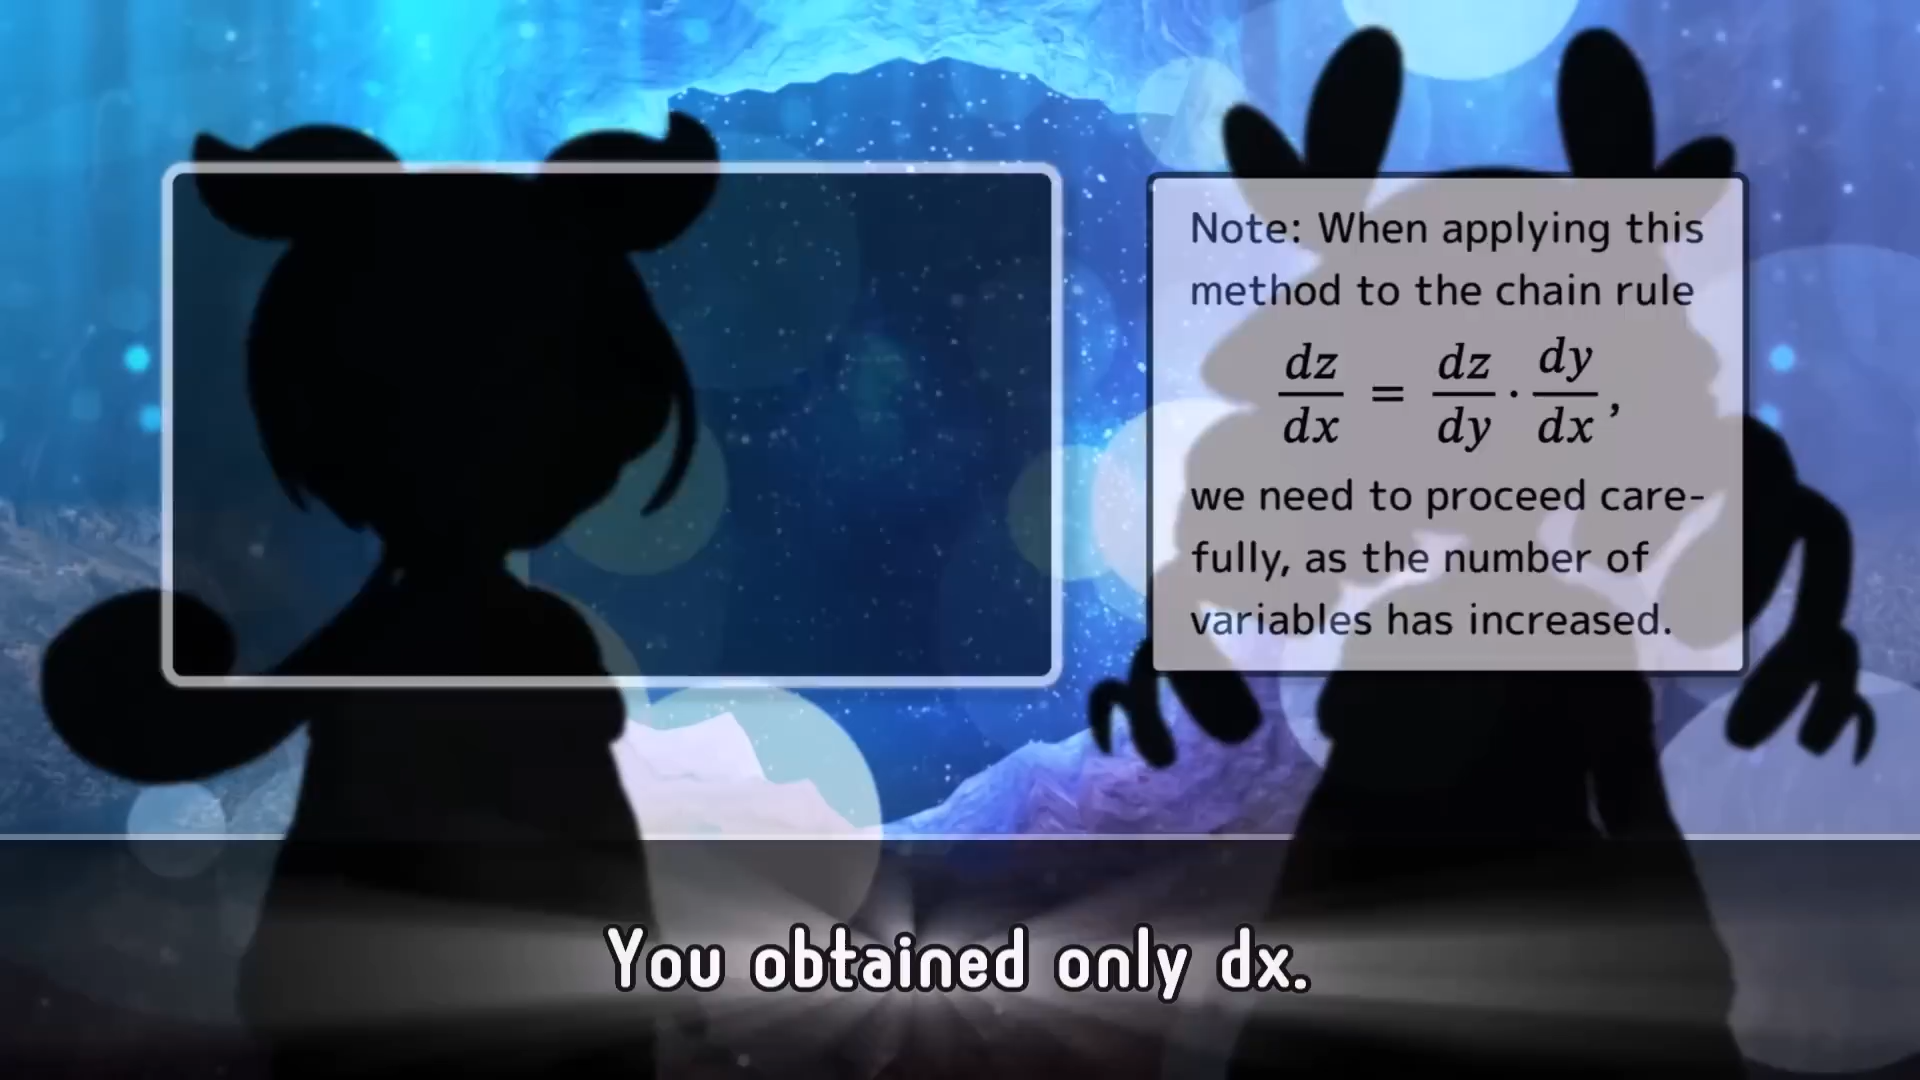 Note: When applying this
method to the chain rule
dz/dx = dz/dy · dy/dx,
we need to proceed care-
fully, as the number of
variables has increased.
You obtained only dx.